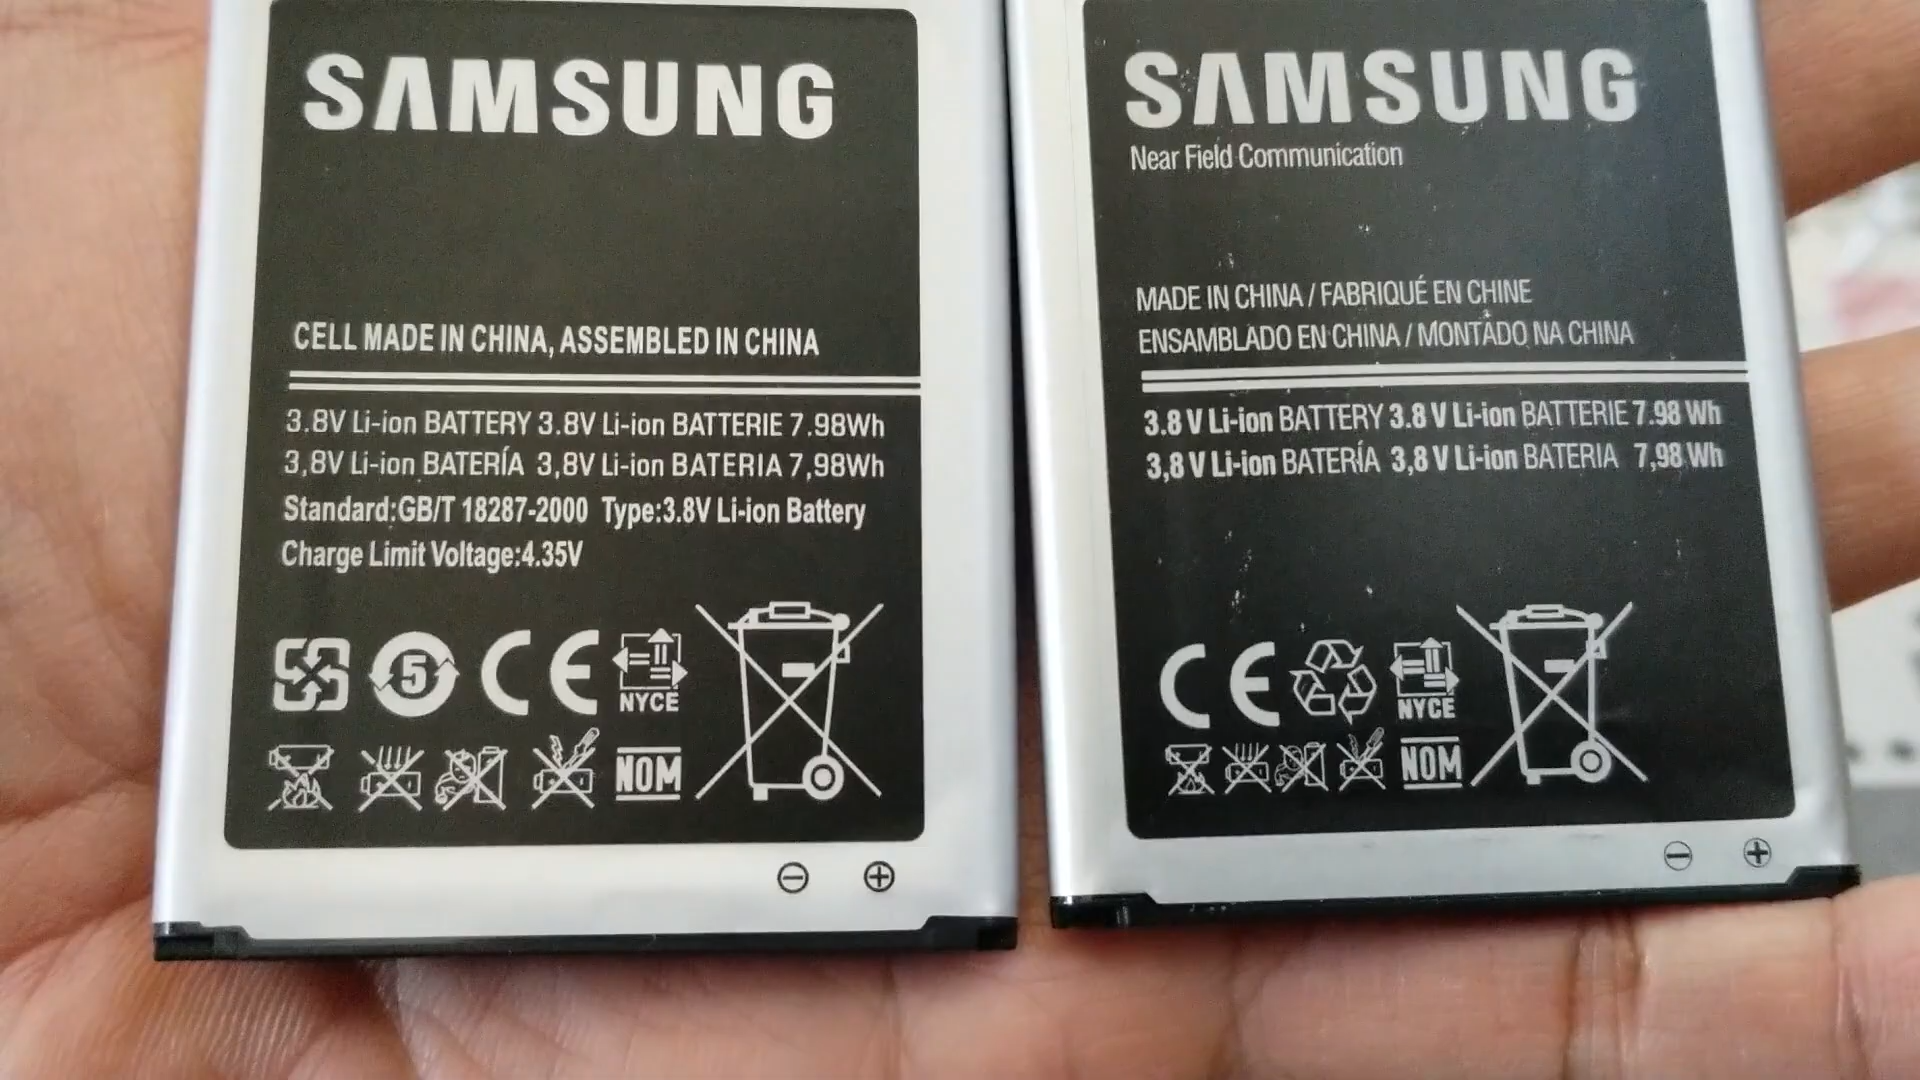 SAMSUNG
CELL MADE IN CHINA, ASSEMBLED IN CHINA
3.8V Li-ion BATTERY 3.8V Li-ion BATTERIE 7.98Wh
3,8V Li-ion BATERÍA 3,8V Li-ion BATERIA 7,98Wh
Standard:GB/T 18287-2000 Type:3.8V Li-ion Battery
Charge Limit Voltage:4.35V
5 CE NYCE
NOM
SAMSUNG
Near Field Communication
MADE IN CHINA / FABRIQUÉ EN CHINE
ENSAMBLADO EN CHINA / MONTADO NA CHINA
3.8 V Li-ion BATTERY 3.8 V Li-ion BATTERIE 7.98 Wh
3,8 V Li-ion BATERÍA 3,8 V Li-ion BATERIA 7,98 Wh
CE NYCE
NOM